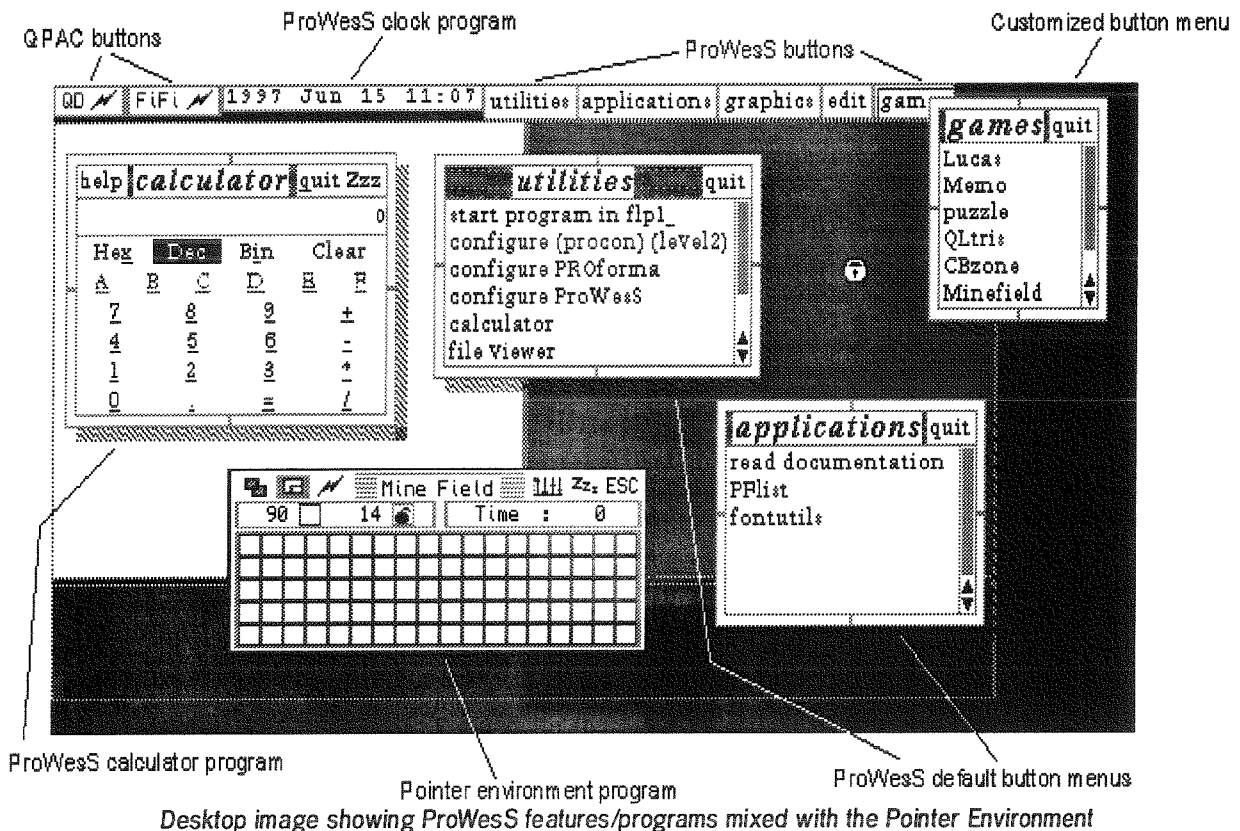 ProWesS clock program
Customized button menu
QPAC buttons
ProWesS buttons
QD FiFi 1997 Jun 15 11:07 utilities applications graphics edit gam
games quit
Lucas
Memo
puzzle
QLtris
CBzone
Minefield
help calculator quit Zzz
0
Hex Dec Bin Clear
A B C D E F
7 8 9 +
4 5 6 -
1 2 3 *
0 . = /
utilities quit
start program in flp1_
configure (procon) (level2)
configure PROforma
configure ProWesS
calculator
file Viewer
applications quit
read documentation
PFlist
fontutils
Mine Field Zzz ESC
90 14 Time : 0
ProWesS calculator program
Pointer environment program
ProWesS default button menus
Desktop image showing ProWesS features/programs mixed with the Pointer Environment